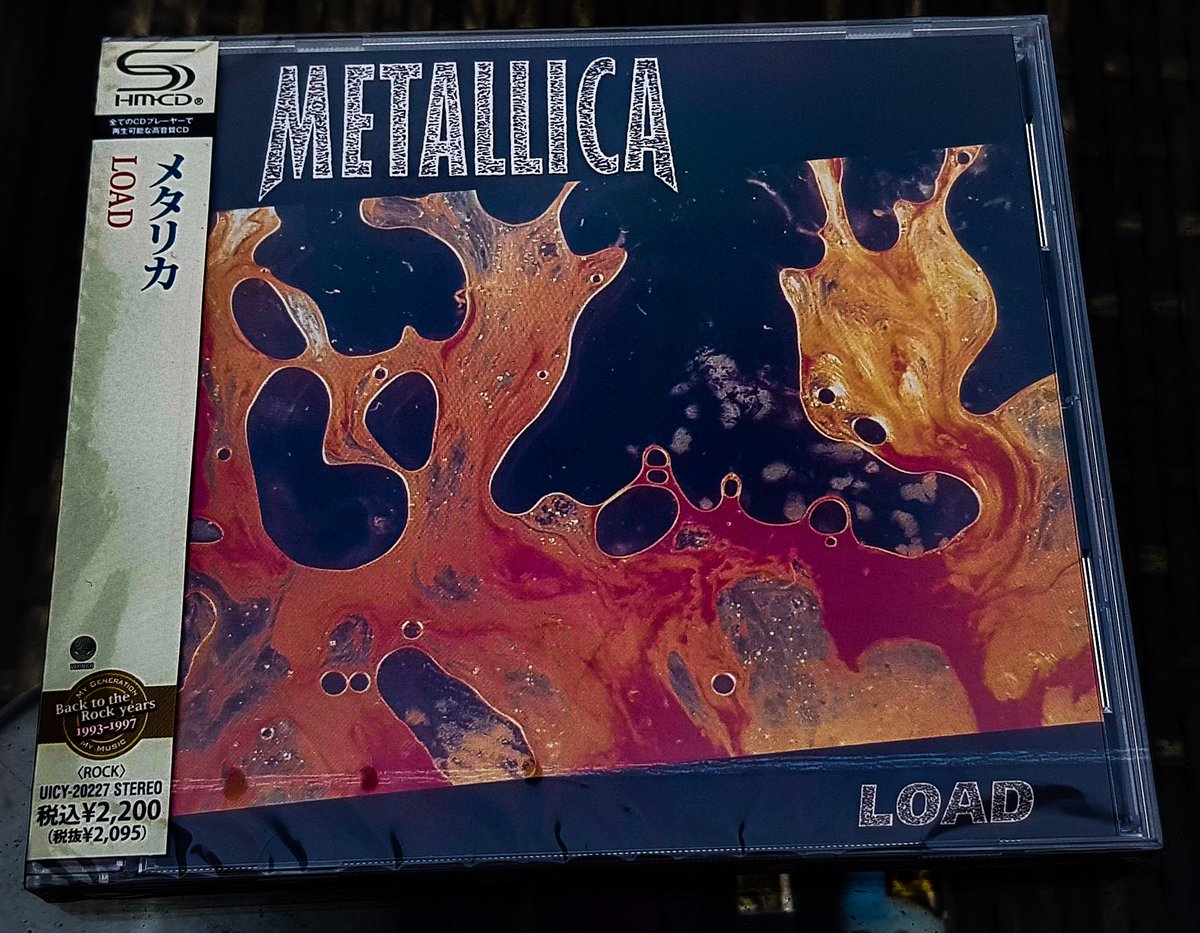 HMCD®
全てのCDプレーヤーで
再生可能な高音質CD
メタリカ
LOAD
MY GENERATION
Back to the
Rock years
1993-1997
MY MUSIC
〈ROCK〉
UICY-20227 STEREO
税込¥2,200
(税抜¥2,095)
METALLICA
LOAD